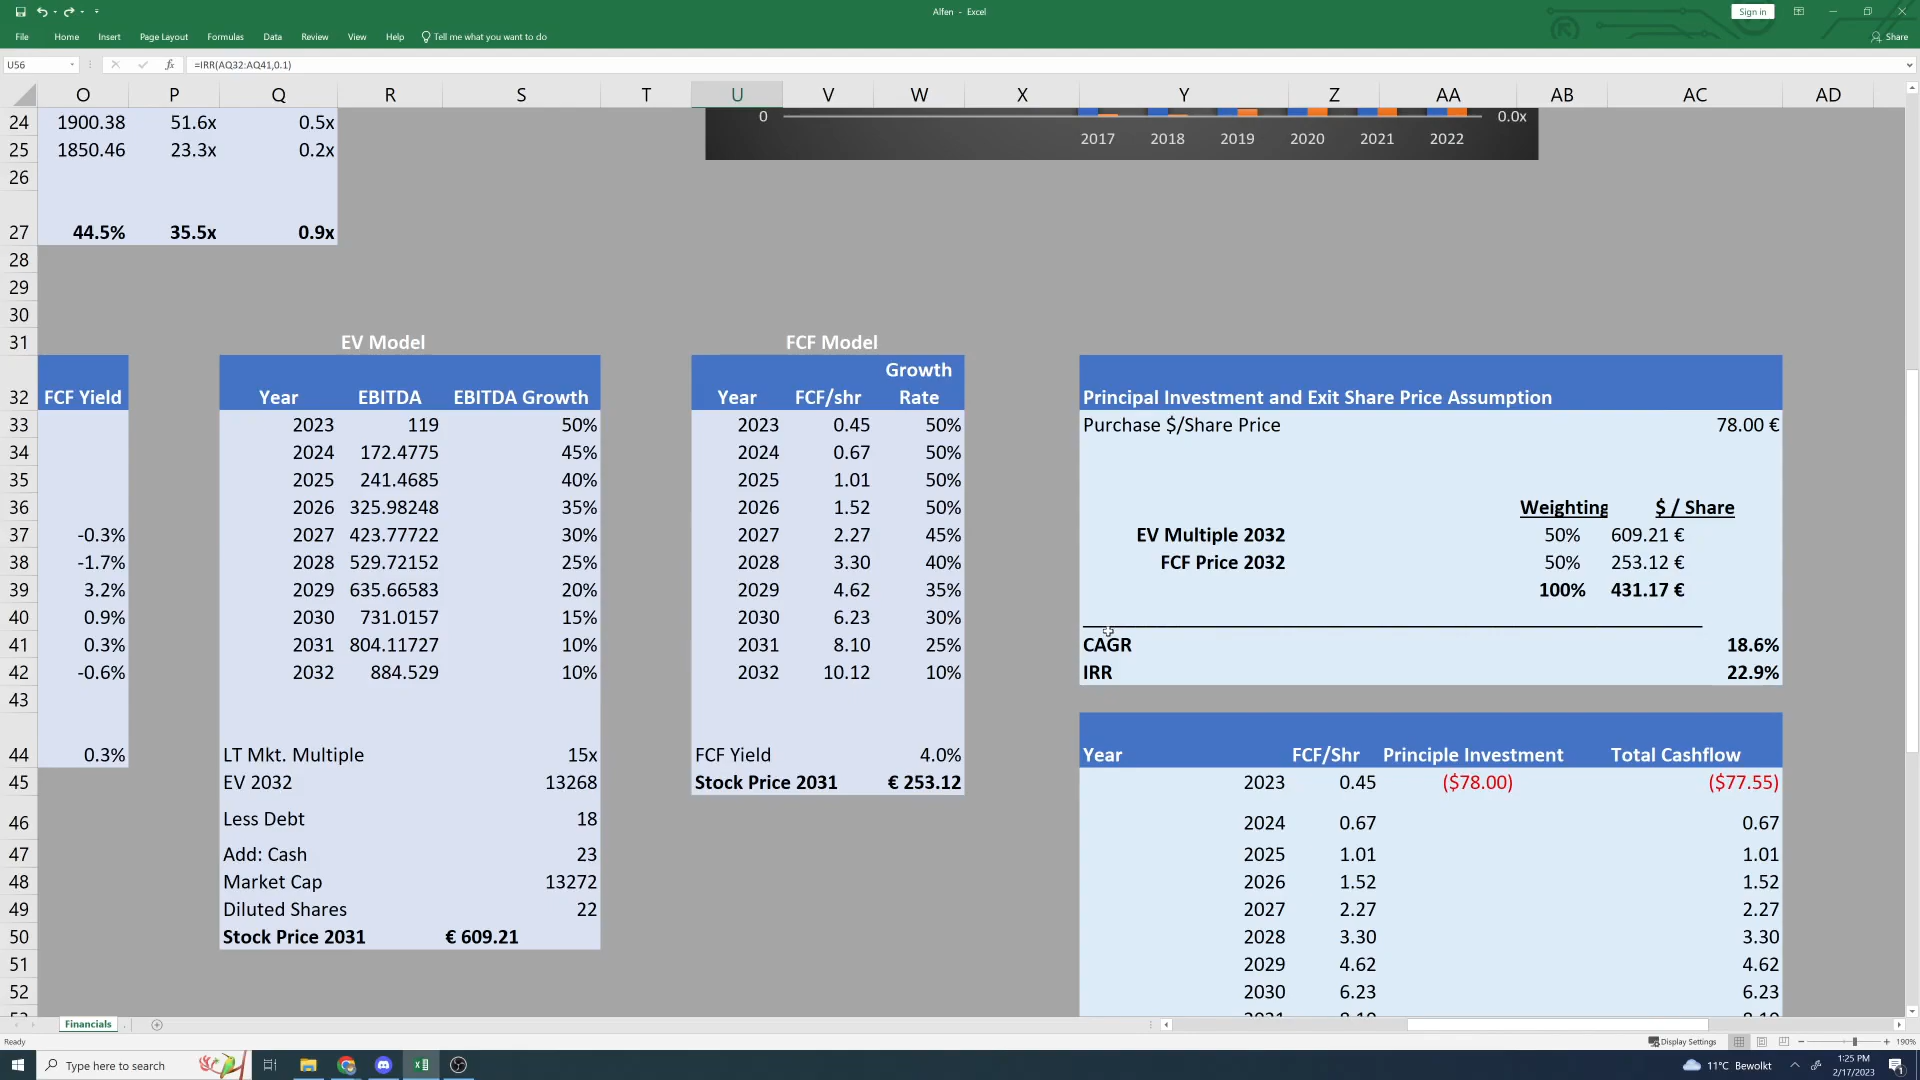 Alfen - Excel
Sign in
File Home Insert Page Layout Formulas Data Review View Help Tell me what you want to do
Share
U56 fx =IRR(AQ32:AQ41,0.1)
O P Q R S T U V W X Y Z AA AB AC AD
24 1900.38 51.6x 0.5x 0 0.0x
2017 2018 2019 2020 2021 2022
25 1850.46 23.3x 0.2x
26
27 44.5% 35.5x 0.9x
28
29
30
31 EV Model FCF Model
Growth
32 FCF Yield Year EBITDA EBITDA Growth Year FCF/shr Rate Principal Investment and Exit Share Price Assumption
33 2023 119 50% 2023 0.45 50% Purchase $/Share Price 78.00 €
34 2024 172.4775 45% 2024 0.67 50%
35 2025 241.4685 40% 2025 1.01 50%
36 2026 325.98248 35% 2026 1.52 50% Weighting $ / Share
37 -0.3% 2027 423.77722 30% 2027 2.27 45% EV Multiple 2032 50% 609.21 €
38 -1.7% 2028 529.72152 25% 2028 3.30 40% FCF Price 2032 50% 253.12 €
39 3.2% 2029 635.66583 20% 2029 4.62 35% 100% 431.17 €
40 0.9% 2030 731.0157 15% 2030 6.23 30%
41 0.3% 2031 804.11727 10% 2031 8.10 25% CAGR 18.6%
42 -0.6% 2032 884.529 10% 2032 10.12 10% IRR 22.9%
43
44 0.3% LT Mkt. Multiple 15x FCF Yield 4.0% Year FCF/Shr Principle Investment Total Cashflow
45 EV 2032 13268 Stock Price 2031 € 253.12 2023 0.45 ($78.00) ($77.55)
46 Less Debt 18 2024 0.67 0.67
47 Add: Cash 23 2025 1.01 1.01
48 Market Cap 13272 2026 1.52 1.52
49 Diluted Shares 22 2027 2.27 2.27
50 Stock Price 2031 € 609.21 2028 3.30 3.30
51 2029 4.62 4.62
52 2030 6.23 6.23
Financials
Ready
Display Settings
190%
Type here to search
11°C Bewolkt
1:25 PM
2/17/2023